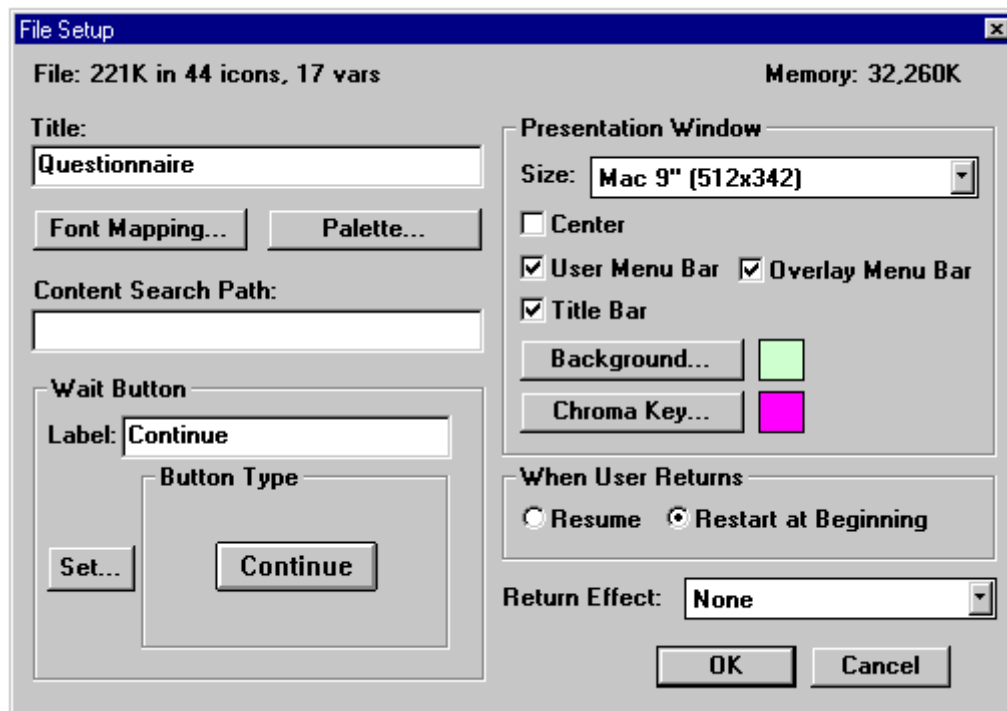 File Setup
File: 221K in 44 icons, 17 vars
Memory: 32,260K
Title:
Questionnaire
Font Mapping...
Palette...
Content Search Path:
Wait Button
Label: Continue
Button Type
Set...
Continue
Presentation Window
Size: Mac 9" (512x342)
Center
User Menu Bar
Overlay Menu Bar
Title Bar
Background...
Chroma Key...
When User Returns
Resume
Restart at Beginning
Return Effect: None
OK
Cancel